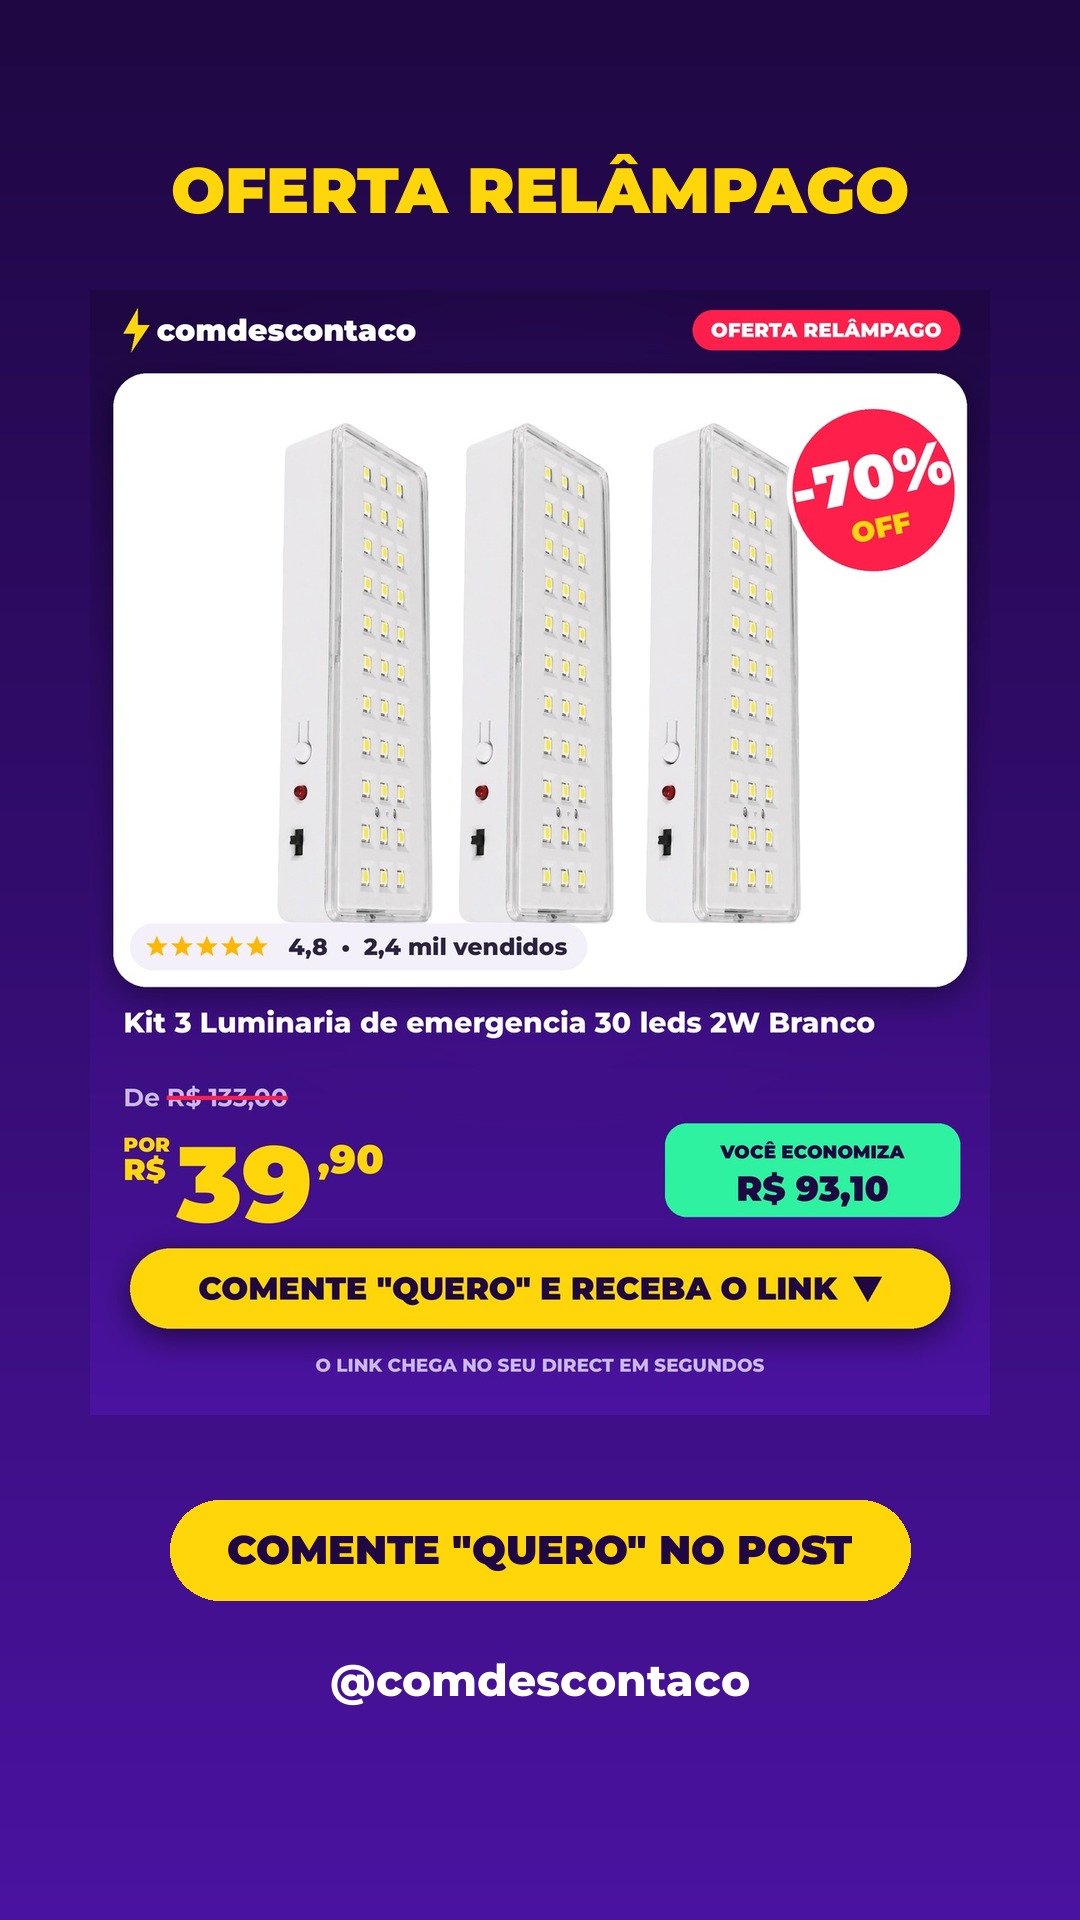 OFERTA RELÂMPAGO
comdescontaco
OFERTA RELÂMPAGO
-70%
OFF
4,8 • 2,4 mil vendidos
Kit 3 Luminaria de emergencia 30 leds 2W Branco
De R$ 133,00
POR
R$ 39,90
VOCÊ ECONOMIZA
R$ 93,10
COMENTE "QUERO" E RECEBA O LINK ▼
O LINK CHEGA NO SEU DIRECT EM SEGUNDOS
COMENTE "QUERO" NO POST
@comdescontaco